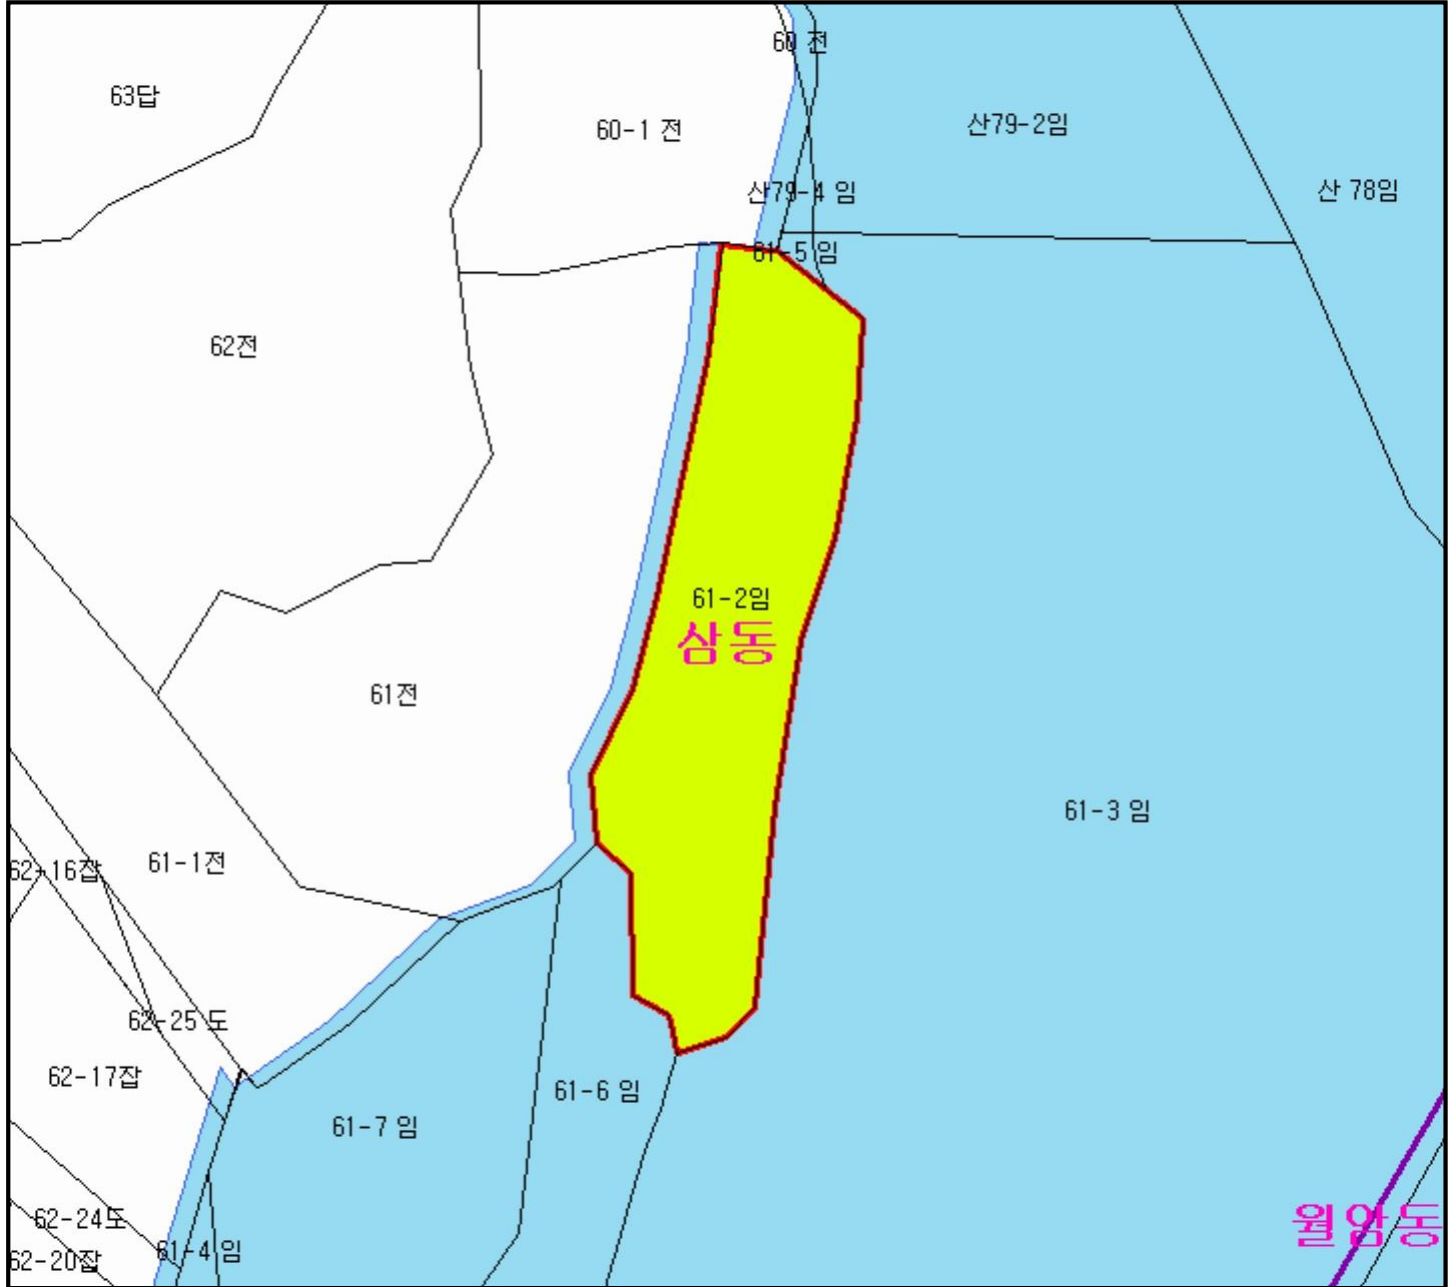 60 전
63답
60-1 전
산79-2임
산79-4 임
산 78임
61-5 임
62전
61-2임
삼동
61전
61-3 임
62-16잡
61-1전
62-25 도
62-17잡
61-6 임
61-7 임
62-24도
월암동
61-4 임
62-20잡